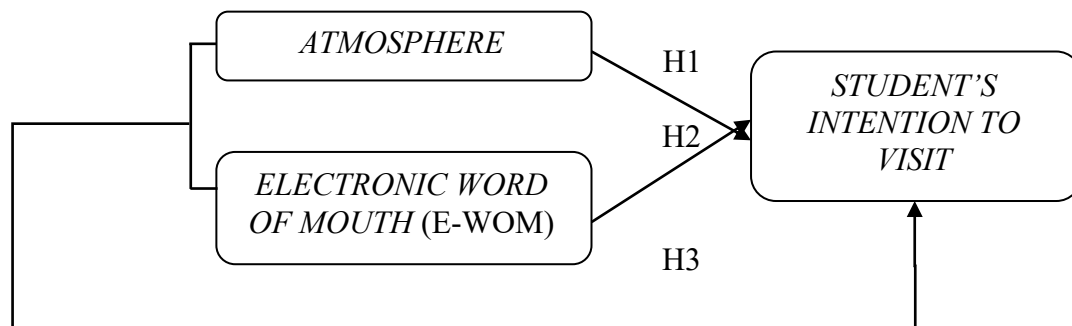 ATMOSPHERE
H1
STUDENT’S
INTENTION TO
VISIT
H2
ELECTRONIC WORD
OF MOUTH (E-WOM)
H3